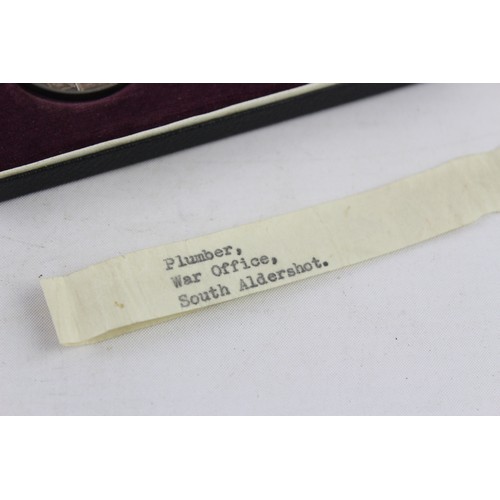 Plumber,
War Office,
South Aldershot.